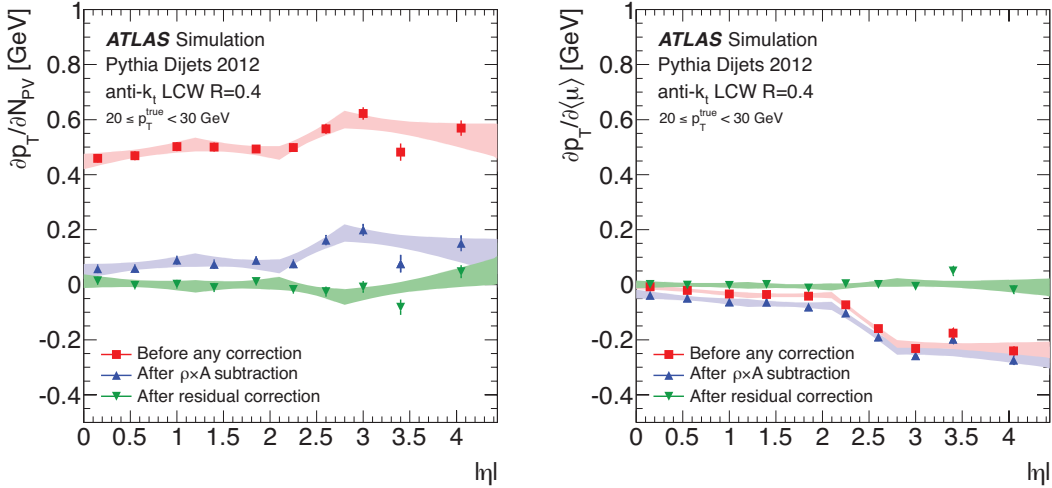 ∂p_T/∂N_PV [GeV]
1
0.8
0.6
0.4
0.2
0
-0.2
-0.4
ATLAS Simulation
Pythia Dijets 2012
anti-k_t LCW R=0.4
20 ≤ p_T^true < 30 GeV
Before any correction
After ρ×A subtraction
After residual correction
0 0.5 1 1.5 2 2.5 3 3.5 4
|η|
∂p_T/∂⟨μ⟩ [GeV]
1
0.8
0.6
0.4
0.2
0
-0.2
-0.4
ATLAS Simulation
Pythia Dijets 2012
anti-k_t LCW R=0.4
20 ≤ p_T^true < 30 GeV
Before any correction
After ρ×A subtraction
After residual correction
0 0.5 1 1.5 2 2.5 3 3.5 4
|η|